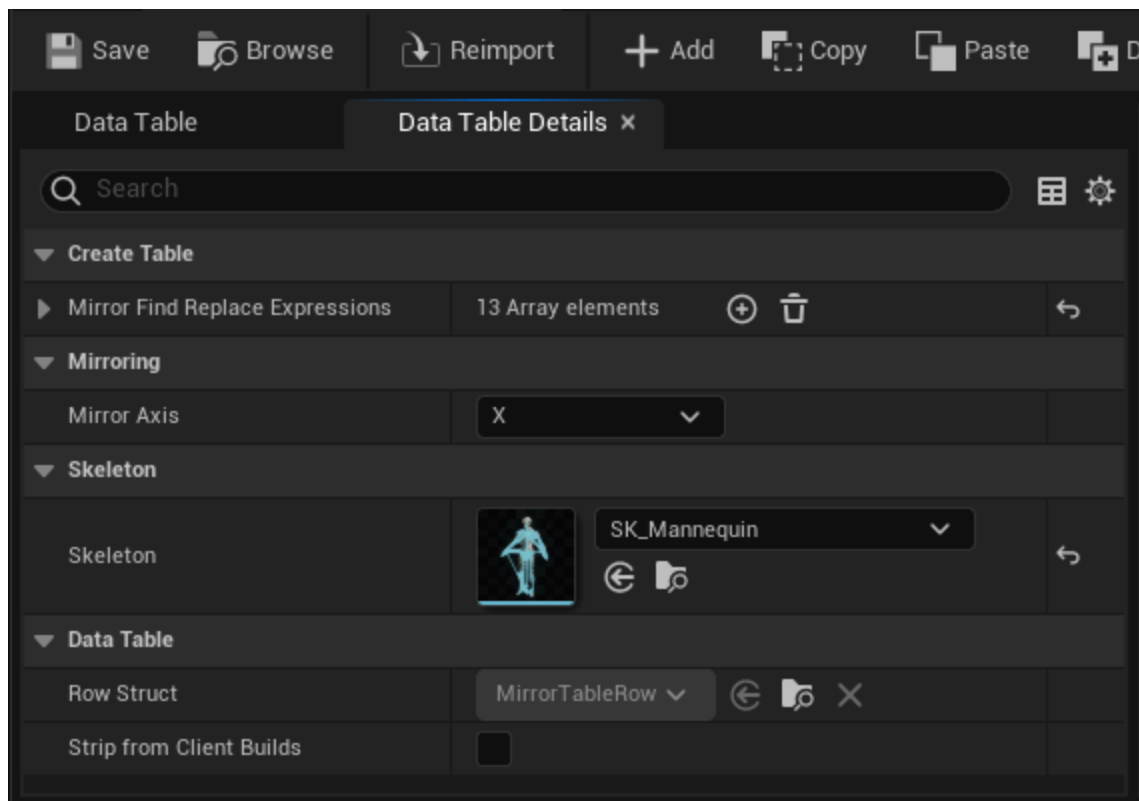 Save Browse Reimport Add Copy Paste D
Data Table Data Table Details ×
Search
Create Table
Mirror Find Replace Expressions 13 Array elements
Mirroring
Mirror Axis X
Skeleton
Skeleton SK_Mannequin
Data Table
Row Struct MirrorTableRow
Strip from Client Builds